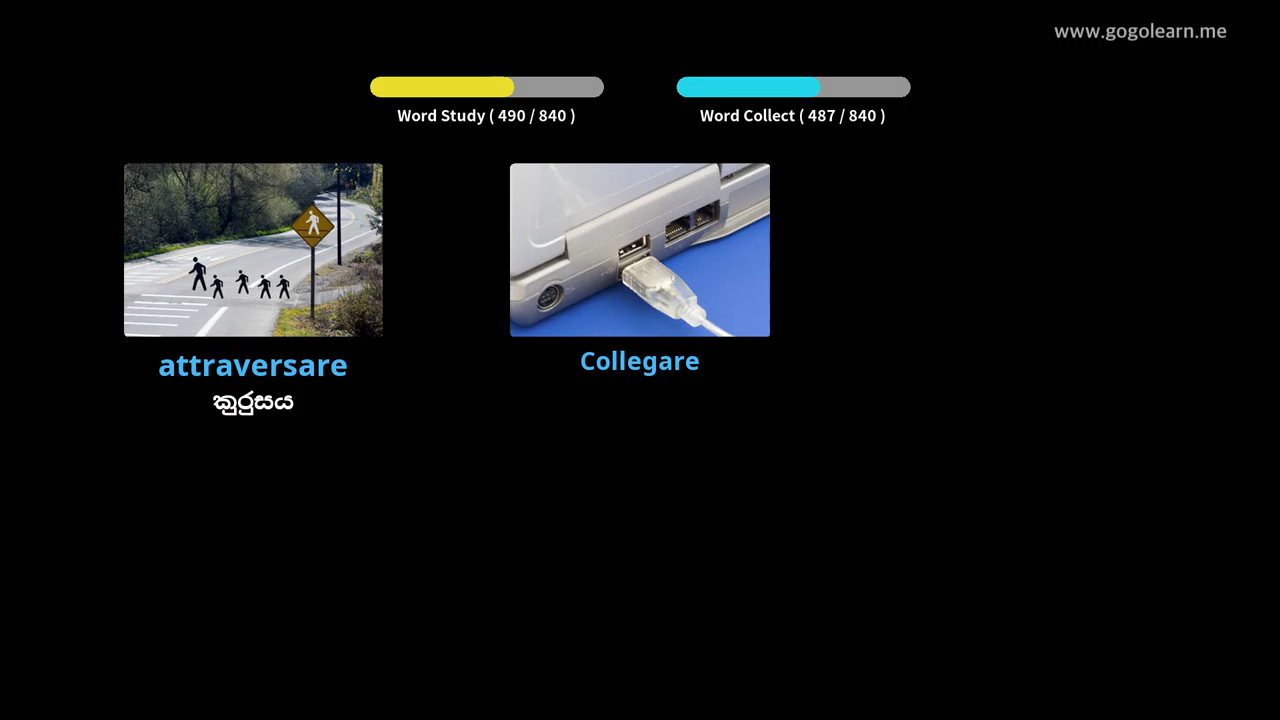 www.gogolearn.me
Word Study ( 490 / 840 )
Word Collect ( 487 / 840 )
attraversare
කුරුසය
Collegare